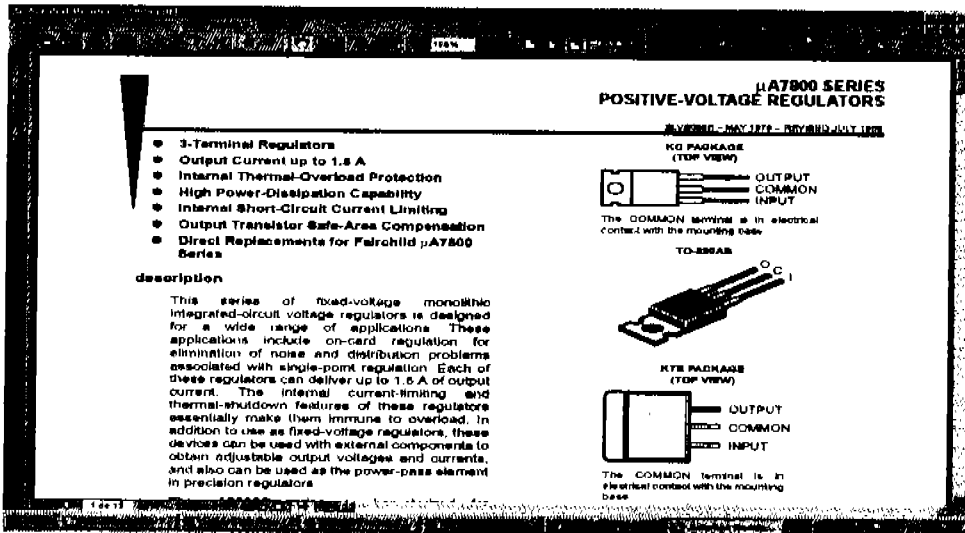 µA7800 SERIES
POSITIVE-VOLTAGE REGULATORS
- MAY 1976 - REVISED JULY
3-Terminal Regulators
Output Current up to 1.5 A
Internal Thermal-Overload Protection
High Power-Dissipation Capability
Internal Short-Circuit Current Limiting
Output Transistor Safe-Area Compensation
Direct Replacements for Fairchild µA7800
Series
description
This series of fixed-voltage monolithic
integrated-circuit voltage regulators is designed
for a wide range of applications. These
applications include on-card regulation for
elimination of noise and distribution problems
associated with single-point regulation. Each of
these regulators can deliver up to 1.5 A of output
current. The internal current-limiting and
thermal-shutdown features of these regulators
essentially make them immune to overload. In
addition to use as fixed-voltage regulators, these
devices can be used with external components to
obtain adjustable output voltages and currents,
and also can be used as the power-pass element
in precision regulators
KC PACKAGE
(TOP VIEW)
OUTPUT
COMMON
INPUT
The COMMON terminal is in electrical
contact with the mounting base
TO-220AB
O
C
I
KTE PACKAGE
(TOP VIEW)
OUTPUT
COMMON
INPUT
The COMMON terminal is in
electrical contact with the mounting
base